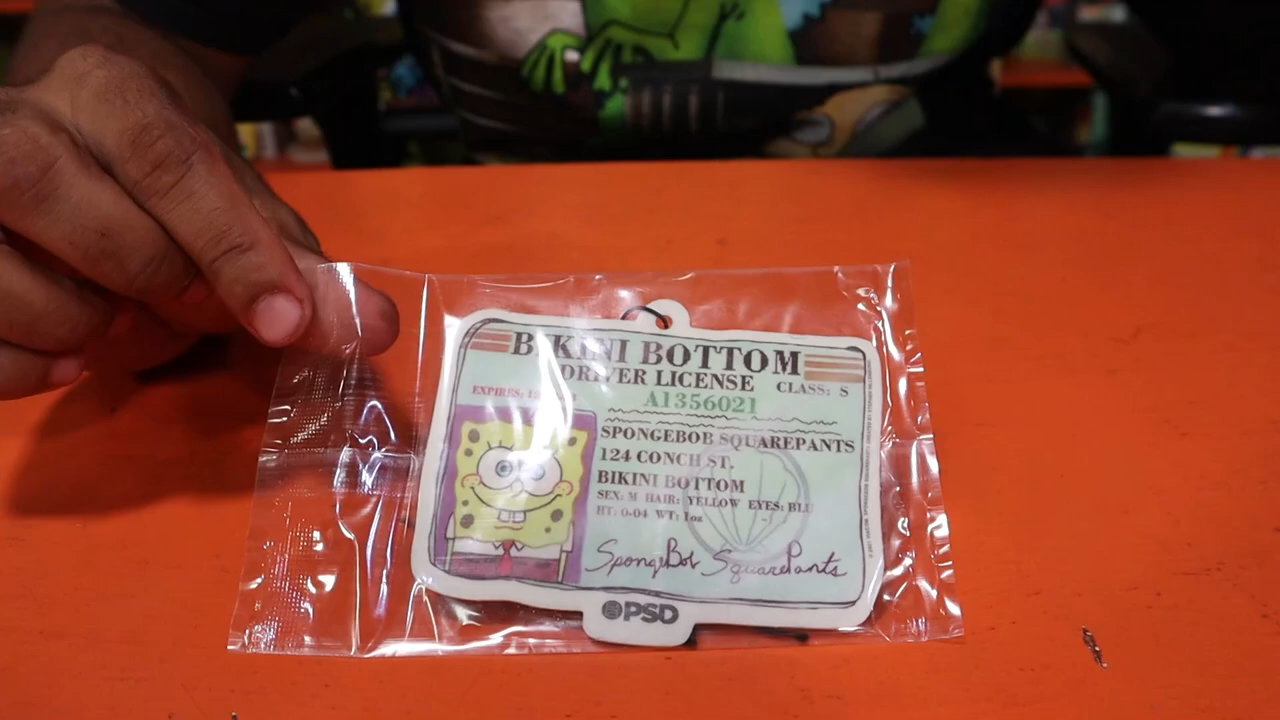 BIKINI BOTTOM
DRIVER LICENSE CLASS: S
EXPIRES:
A1356021
SPONGEBOB SQUAREPANTS
124 CONCH ST.
BIKINI BOTTOM
SEX: M HAIR: YELLOW EYES: BLU
HT: 0-04 WT: 1oz
SpongeBob SquarePants
PSD